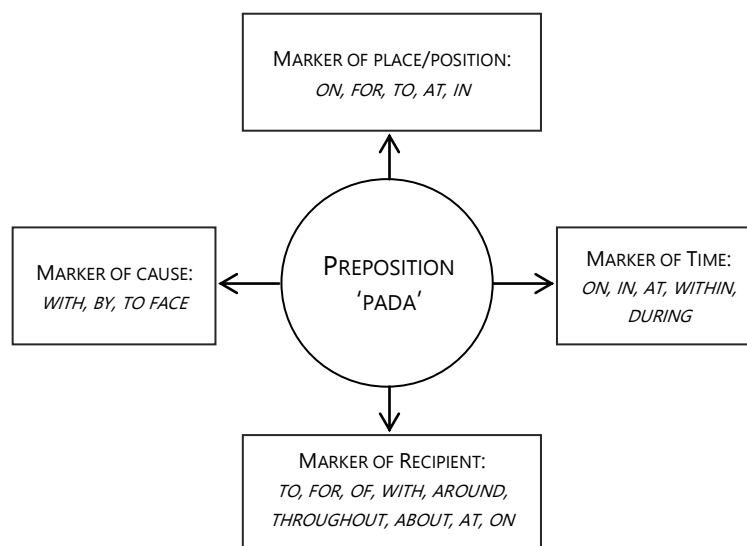 MARKER OF PLACE/POSITION:
ON, FOR, TO, AT, IN
MARKER OF CAUSE:
WITH, BY, TO FACE
PREPOSITION
‘PADA’
MARKER OF TIME:
ON, IN, AT, WITHIN,
DURING
MARKER OF RECIPIENT:
TO, FOR, OF, WITH, AROUND,
THROUGHOUT, ABOUT, AT, ON